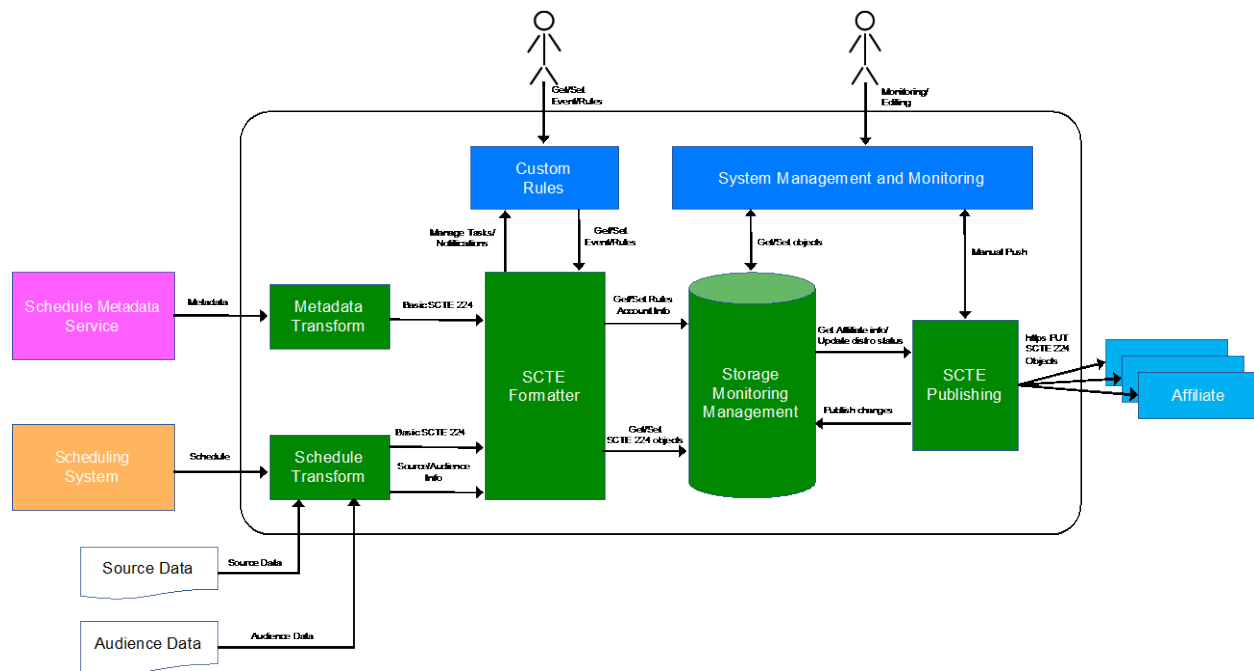 Get/Set
Event/Rules
Monitoring/
Editing
Custom
Rules
System Management and Monitoring
Manage Tasks/
Notifications
Get/Set
Event/Rules
Get/Set objects
Manual Push
Schedule Metadata
Service
Metadata
Metadata
Transform
Basic SCTE 224
SCTE
Formatter
Get/Set Rules
Account Info
Storage
Monitoring
Management
Get Affiliate info/
Update distro status
SCTE
Publishing
https PUT
SCTE 224
Objects
Affiliate
Publish changes
Scheduling
System
Schedule
Schedule
Transform
Basic SCTE 224
Source/Audience
Info
Get/Set
SCTE 224 objects
Source Data
Source Data
Audience Data
Audience Data